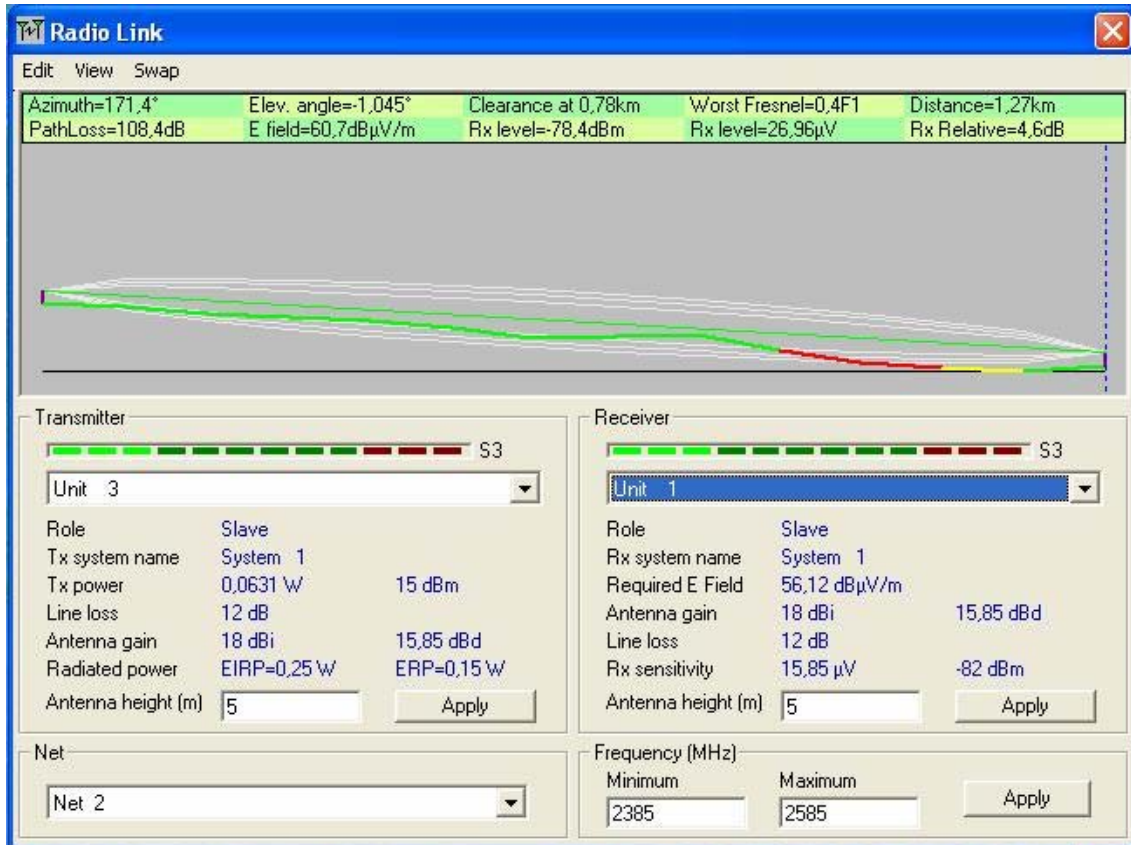 Radio Link
Edit View Swap
Azimuth=171,4° Elev. angle=-1,045° Clearance at 0,78km Worst Fresnel=0,4F1 Distance=1,27km
PathLoss=108,4dB E field=60,7dBµV/m Rx level=-78,4dBm Rx level=26,96µV Rx Relative=4,6dB
Transmitter
S3
Unit 3
Role Slave
Tx system name System 1
Tx power 0,0631 W 15 dBm
Line loss 12 dB
Antenna gain 18 dBi 15,85 dBd
Radiated power EIRP=0,25 W ERP=0,15 W
Antenna height (m) 5 Apply
Net
Net 2
Receiver
S3
Unit 1
Role Slave
Rx system name System 1
Required E Field 56,12 dBµV/m
Antenna gain 18 dBi 15,85 dBd
Line loss 12 dB
Rx sensitivity 15,85 µV -82 dBm
Antenna height (m) 5 Apply
Frequency (MHz)
Minimum Maximum
2385 2585 Apply